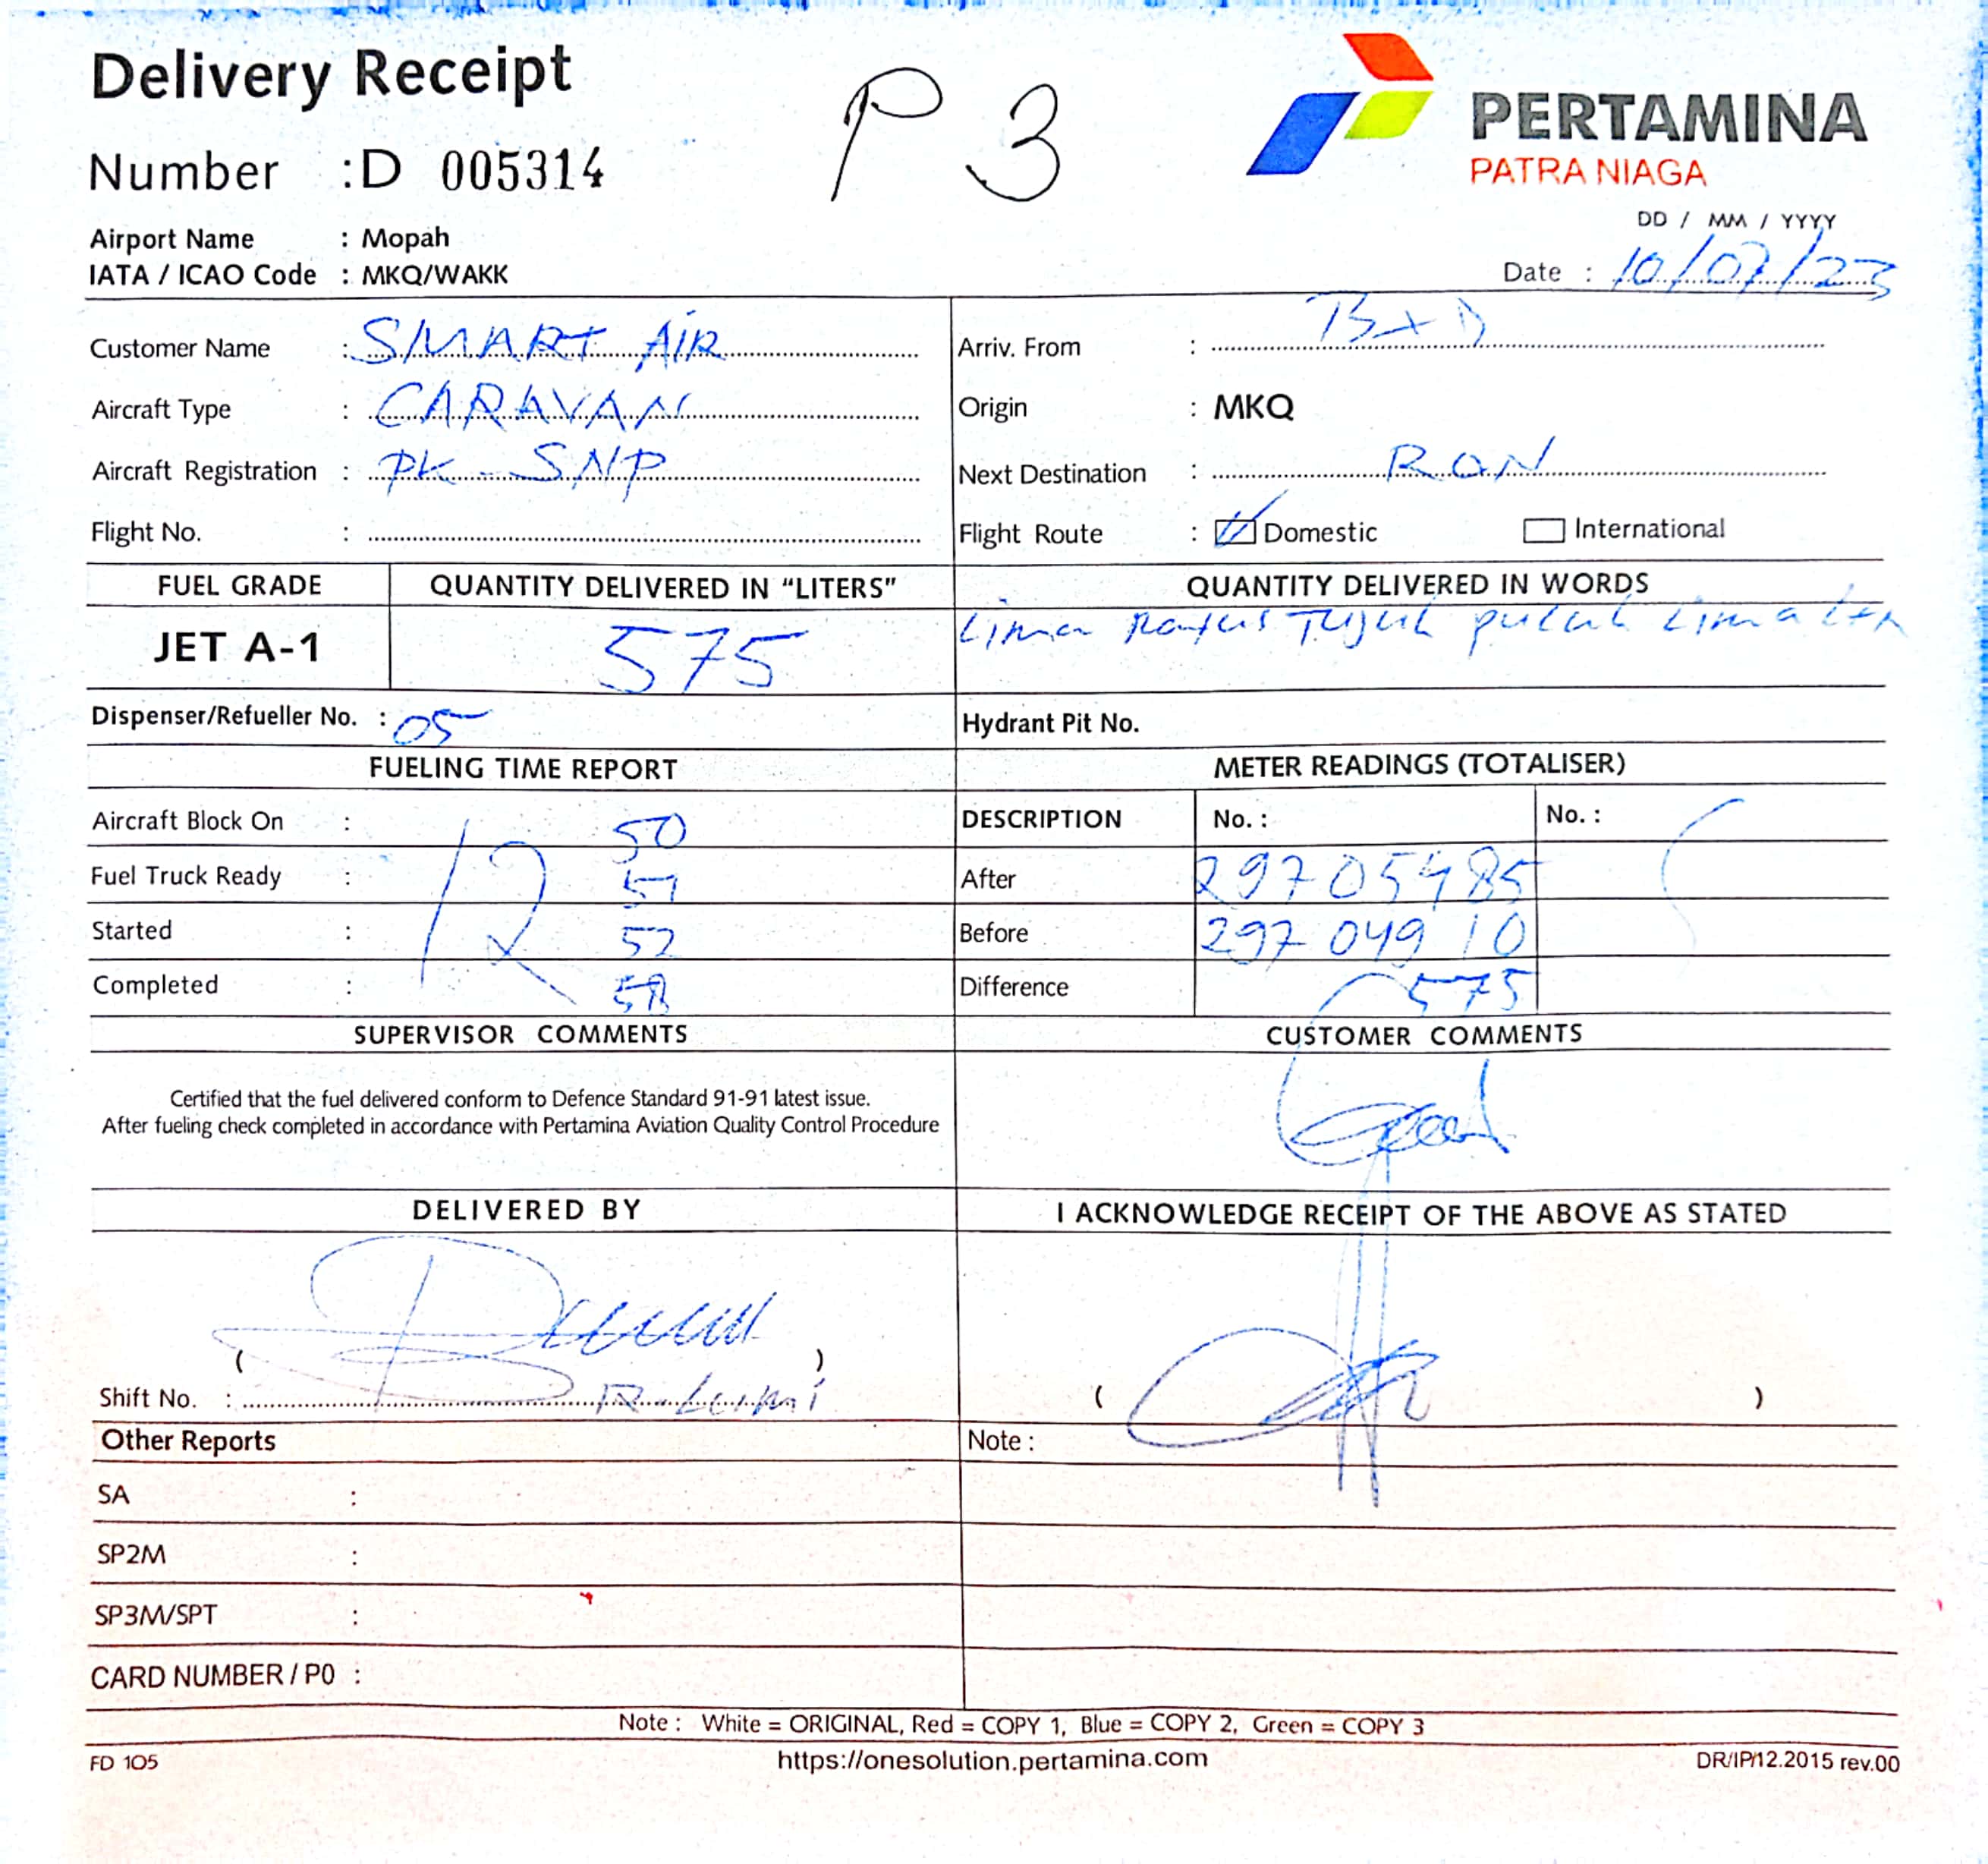 Delivery Receipt
P 3
PERTAMINA
PATRA NIAGA
Number : D 005314
Airport Name : Mopah
IATA / ICAO Code : MKQ/WAKK
DD / MM / YYYY
Date : 10/07/23
Customer Name : SMART AIR
Arriv. From : BXD
Aircraft Type : CARAVAN
Origin : MKQ
Aircraft Registration : PK-SNP
Next Destination : RON
Flight No. :
Flight Route : Domestic International
FUEL GRADE QUANTITY DELIVERED IN "LITERS" QUANTITY DELIVERED IN WORDS
JET A-1 575 Lima Ratus Tujuh puluh Lima Ltr
Dispenser/Refueller No. : 05 Hydrant Pit No.
FUELING TIME REPORT METER READINGS (TOTALISER)
Aircraft Block On : 50 DESCRIPTION No. : No. :
Fuel Truck Ready : 12 51 After 29705485
Started : 52 Before 29704910
Completed : 58 Difference 575
SUPERVISOR COMMENTS CUSTOMER COMMENTS
Certified that the fuel delivered conform to Defence Standard 91-91 latest issue.
After fueling check completed in accordance with Pertamina Aviation Quality Control Procedure
DELIVERED BY I ACKNOWLEDGE RECEIPT OF THE ABOVE AS STATED
( ) ( )
Shift No. :
Other Reports Note :
SA :
SP2M :
SP3M/SPT :
CARD NUMBER / PO :
Note : White = ORIGINAL, Red = COPY 1, Blue = COPY 2, Green = COPY 3
FD 105 https://onesolution.pertamina.com DR/IP/12.2015 rev.00